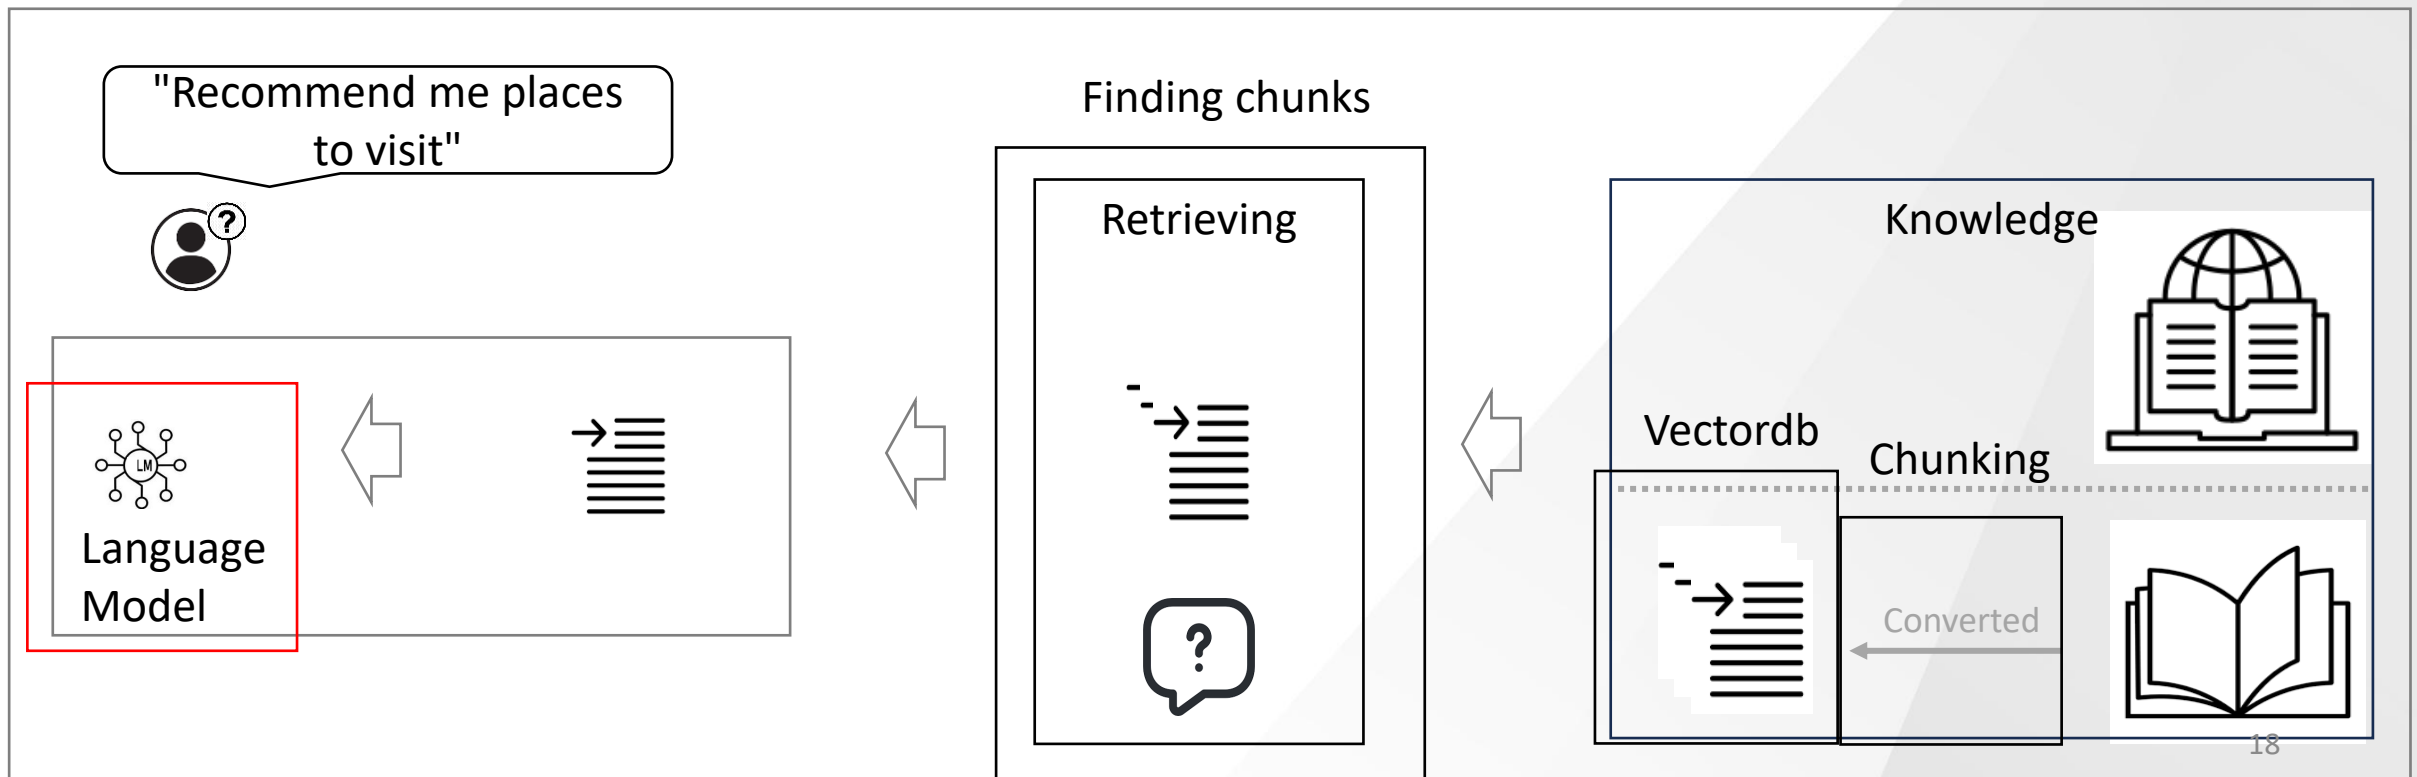 "Recommend me places
to visit"
?
Finding chunks
Retrieving
Knowledge
Vectordb
Chunking
LM
Language
Model
Converted
?
18